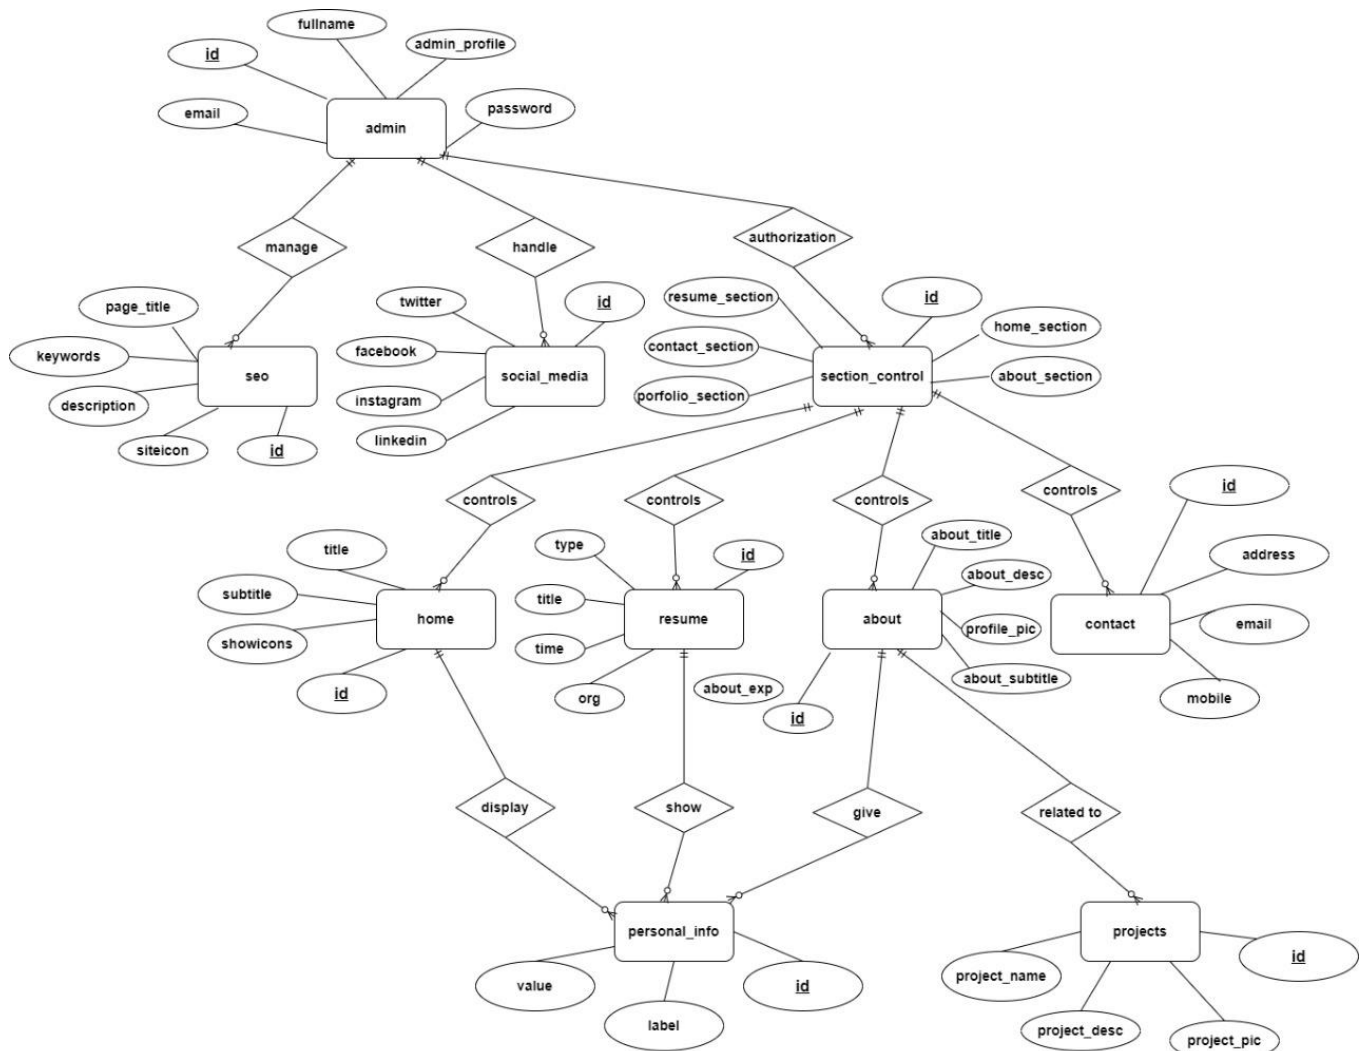 fullname
admin_profile
id
email
password
admin
manage
handle
authorization
page_title
keywords
description
siteicon
id
seo
twitter
facebook
instagram
linkedin
id
social_media
resume_section
contact_section
porfolio_section
id
home_section
about_section
section_control
controls
controls
controls
controls
title
subtitle
showicons
id
home
type
title
time
org
id
resume
about_title
about_desc
profile_pic
about_subtitle
about_exp
id
about
id
address
email
mobile
contact
display
show
give
related to
personal_info
value
label
id
projects
project_name
project_desc
project_pic
id